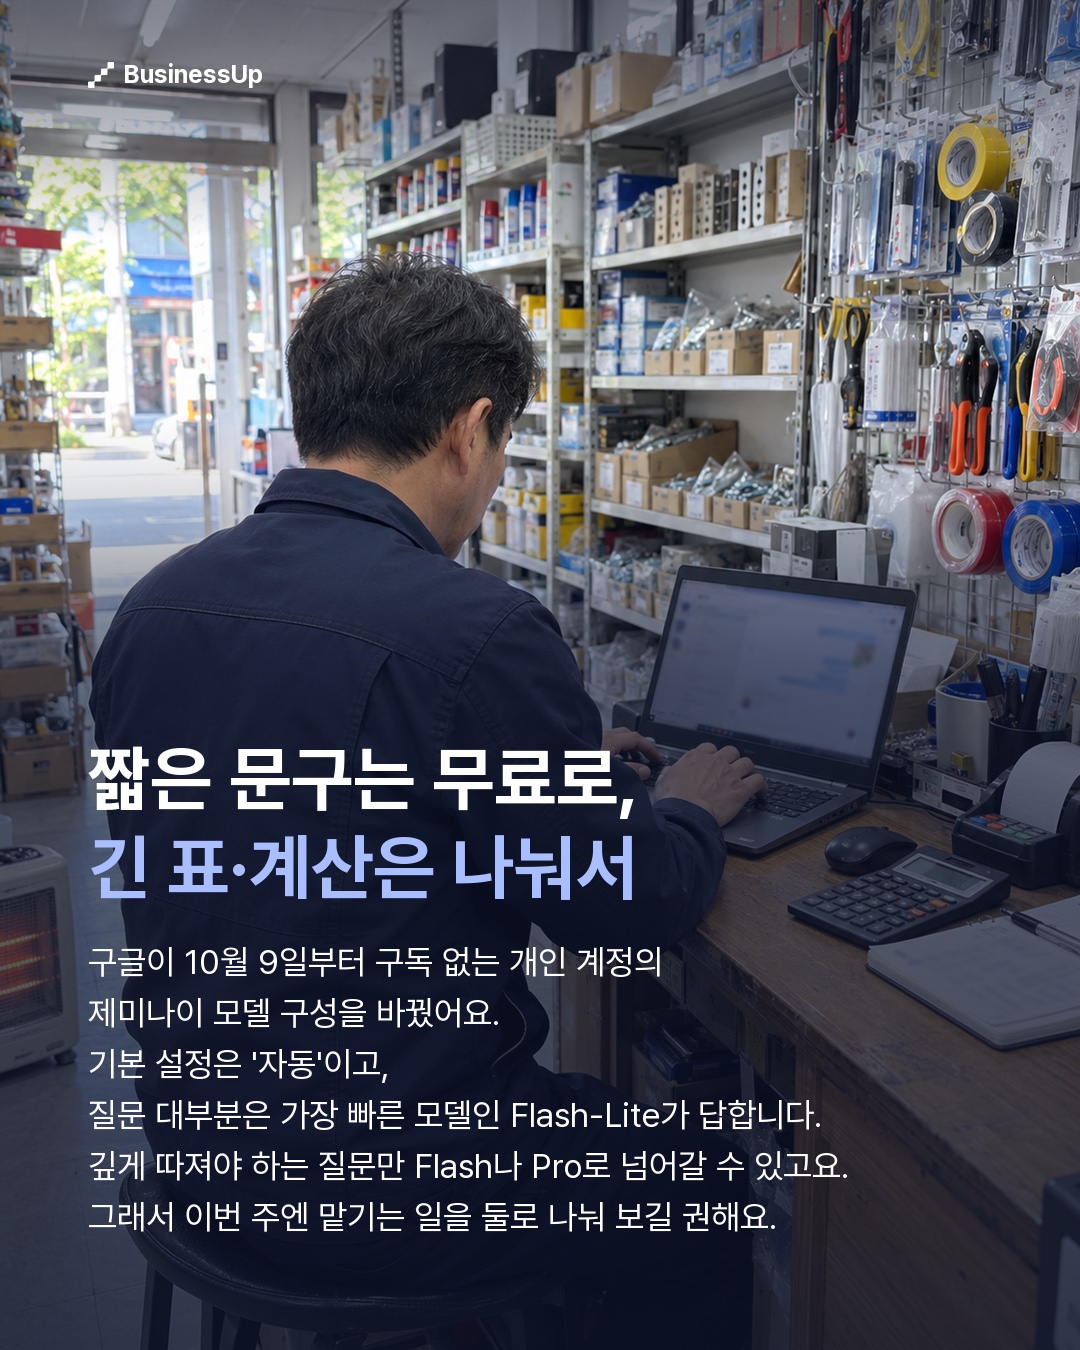 BusinessUp
짧은 문구는 무료로,
긴 표·계산은 나눠서
구글이 10월 9일부터 구독 없는 개인 계정의
제미나이 모델 구성을 바꿨어요.
기본 설정은 '자동'이고,
질문 대부분은 가장 빠른 모델인 Flash-Lite가 답합니다.
깊게 따져야 하는 질문만 Flash나 Pro로 넘어갈 수 있고요.
그래서 이번 주엔 맡기는 일을 둘로 나눠 보길 권해요.